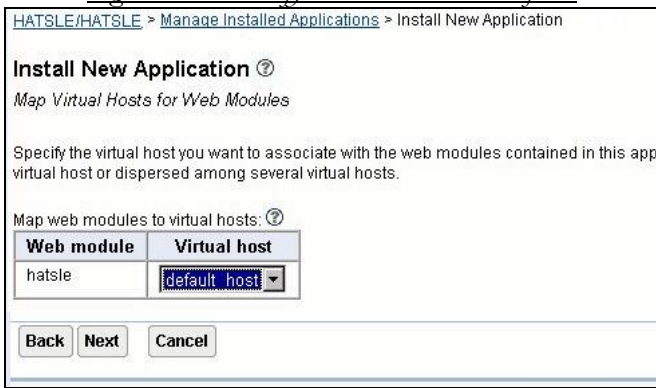 HATSLE/HATSLE > Manage Installed Applications > Install New Application
Install New Application
Map Virtual Hosts for Web Modules
Specify the virtual host you want to associate with the web modules contained in this app
virtual host or dispersed among several virtual hosts.
Map web modules to virtual hosts:
Web module Virtual host
hatsle default_host
Back Next Cancel